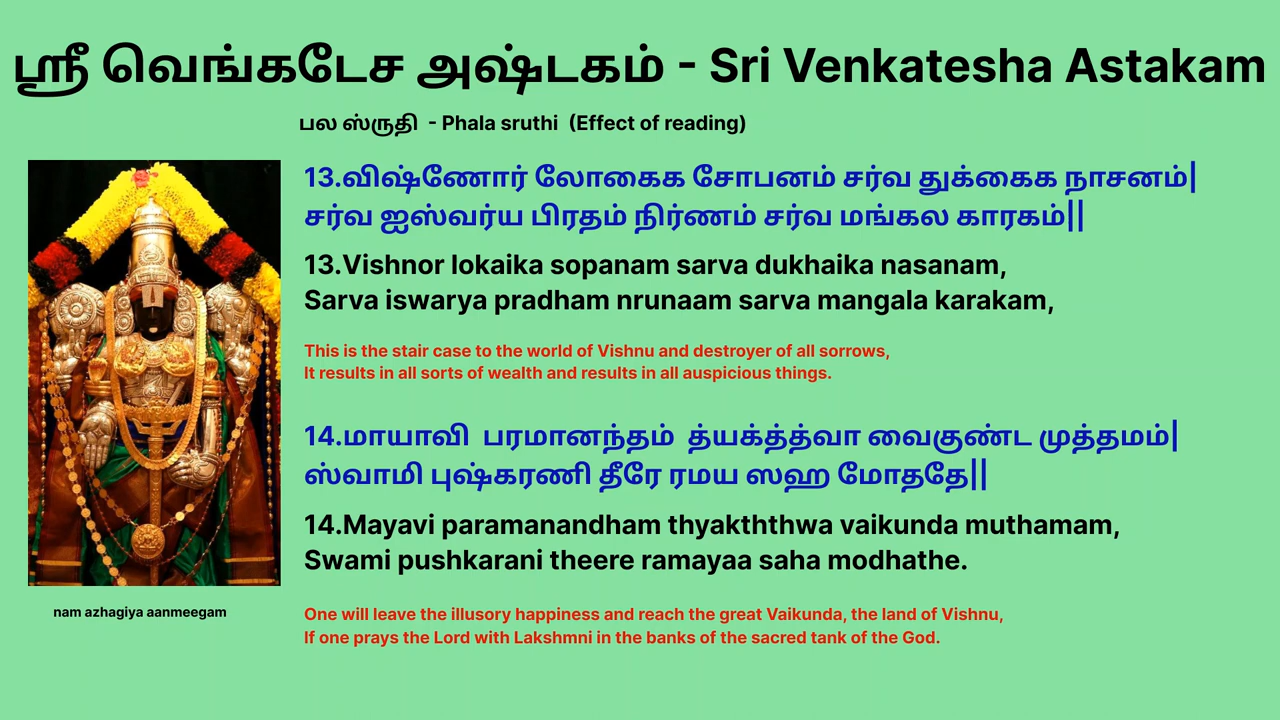 ஸ்ரீ வெங்கடேச அஷ்டகம் - Sri Venkatesha Astakam
பல ஸ்ருதி - Phala sruthi (Effect of reading)
13.விஷ்ணோர் லோகைக சோபனம் சர்வ துக்கைக நாசனம்|
சர்வ ஐஸ்வர்ய பிரதம் நிர்ணம் சர்வ மங்கல காரகம்||
13.Vishnor lokaika sopanam sarva dukhaika nasanam,
Sarva iswarya pradham nrunaam sarva mangala karakam,
This is the stair case to the world of Vishnu and destroyer of all sorrows,
It results in all sorts of wealth and results in all auspicious things.
14.மாயாவி பரமானந்தம் த்யக்த்த்வா வைகுண்ட முத்தமம்|
ஸ்வாமி புஷ்கரணி தீரே ரமய ஸஹ மோததே||
14.Mayavi paramanandham thyakththwa vaikunda muthamam,
Swami pushkarani theere ramayaa saha modhathe.
nam azhagiya aanmeegam
One will leave the illusory happiness and reach the great Vaikunda, the land of Vishnu,
If one prays the Lord with Lakshmni in the banks of the sacred tank of the God.